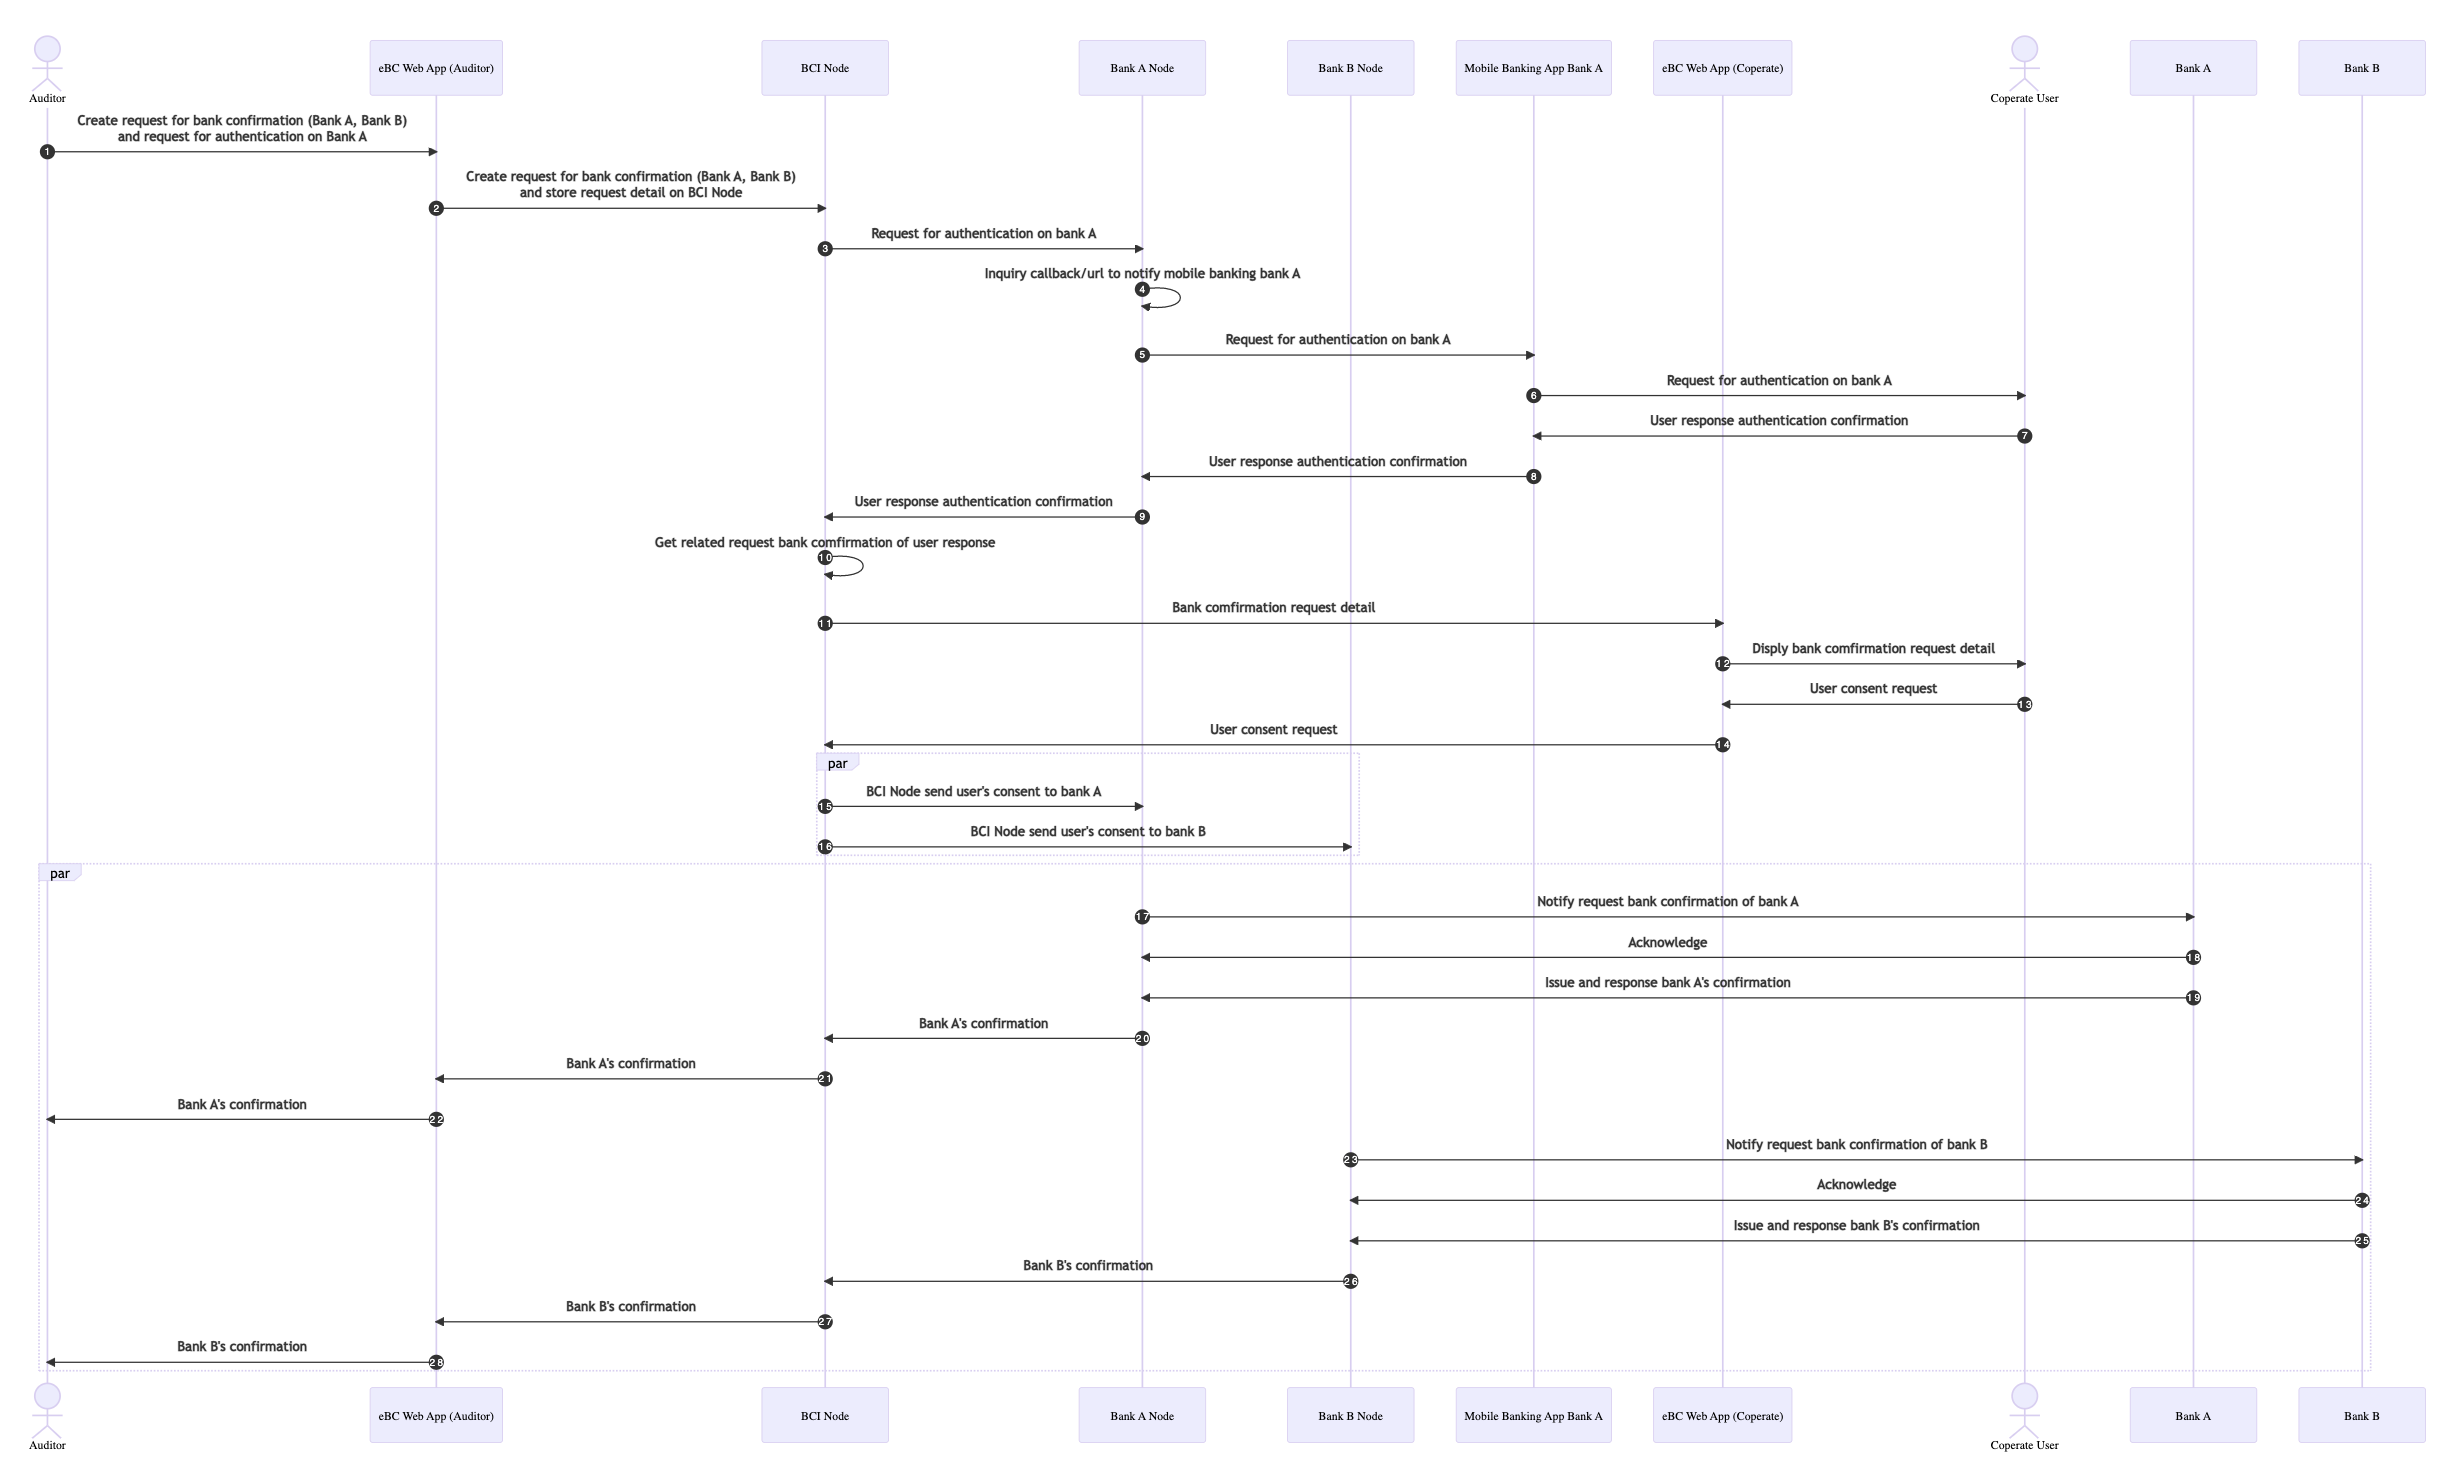 Auditor
eBC Web App (Auditor)
BCI Node
Bank A Node
Bank B Node
Mobile Banking App Bank A
eBC Web App (Coperate)
Coperate User
Bank A
Bank B
Create request for bank confirmation (Bank A, Bank B)
and request for authentication on Bank A
1
Create request for bank confirmation (Bank A, Bank B)
and store request detail on BCI Node
2
Request for authentication on bank A
3
Inquiry callback/url to notify mobile banking bank A
4
Request for authentication on bank A
5
Request for authentication on bank A
6
User response authentication confirmation
7
User response authentication confirmation
8
User response authentication confirmation
9
Get related request bank comfirmation of user response
10
Bank comfirmation request detail
11
Disply bank comfirmation request detail
12
User consent request
13
User consent request
14
par
BCI Node send user's consent to bank A
15
BCI Node send user's consent to bank B
16
par
Notify request bank confirmation of bank A
17
Acknowledge
18
Issue and response bank A's confirmation
19
Bank A's confirmation
20
Bank A's confirmation
21
Bank A's confirmation
22
Notify request bank confirmation of bank B
23
Acknowledge
24
Issue and response bank B's confirmation
25
Bank B's confirmation
26
Bank B's confirmation
27
Bank B's confirmation
28
Auditor
eBC Web App (Auditor)
BCI Node
Bank A Node
Bank B Node
Mobile Banking App Bank A
eBC Web App (Coperate)
Coperate User
Bank A
Bank B